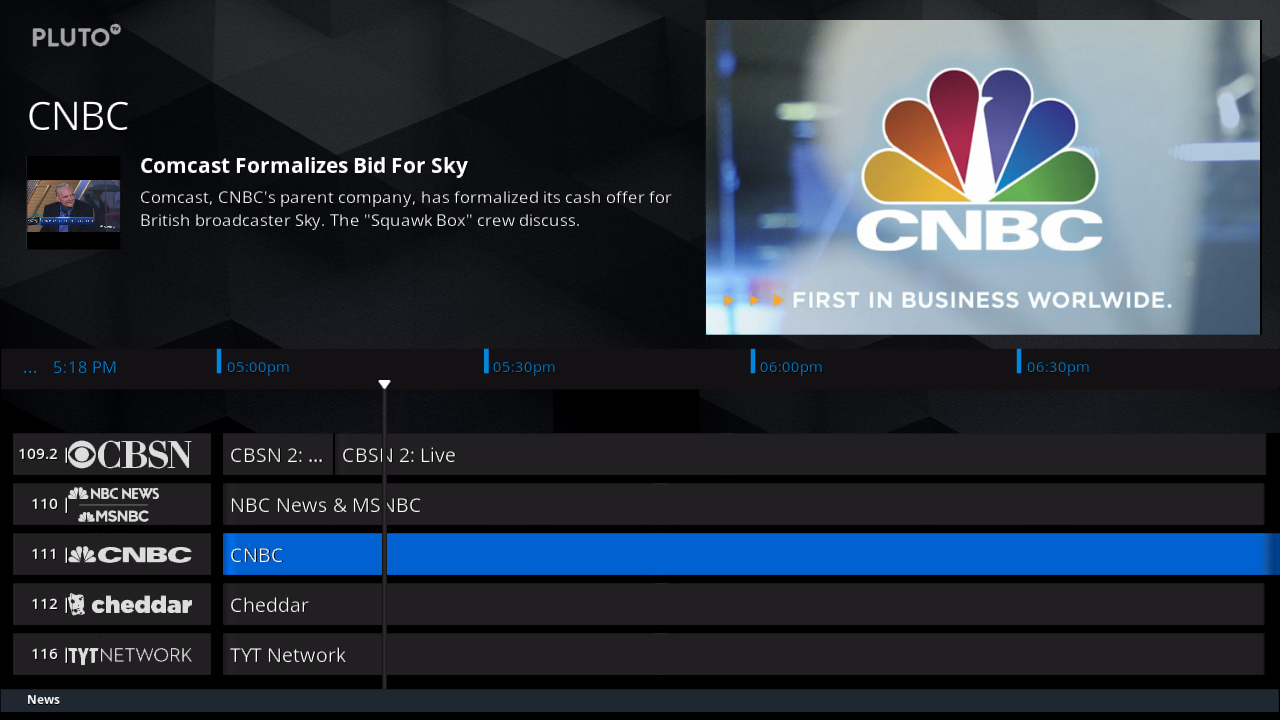 PLUTO TV
CNBC
Comcast Formalizes Bid For Sky
Comcast, CNBC's parent company, has formalized its cash offer for
British broadcaster Sky. The "Squawk Box" crew discuss.
CNBC
FIRST IN BUSINESS WORLWIDE.
... 5:18 PM 05:00pm 05:30pm 06:00pm 06:30pm
109.2 | CBSN CBSN 2: ... CBSN 2: Live
110 | NBC NEWS MSNBC NBC News & MSNBC
111 | CNBC CNBC
112 | cheddar Cheddar
116 | TYT NETWORK TYT Network
News